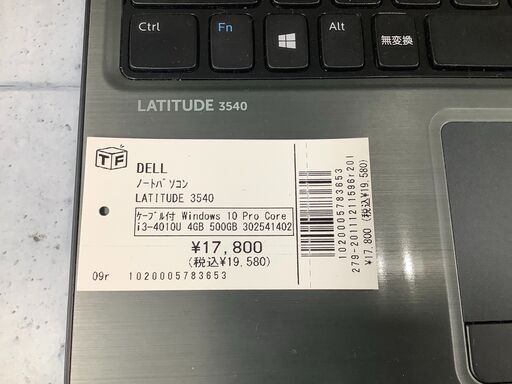 Ctrl Fn Alt 無変換
LATITUDE 3540
TF
DELL
ﾉｰﾄﾊﾟｿｺﾝ
LATITUDE 3540
ｹｰﾌﾞﾙ付 Windows 10 Pro Core
i3-4010U 4GB 500GB 302541402
¥17,800
(税込¥19,580)
09r 1020005783653
1020005783653
279-20111211596r201
¥17,800 (税込¥19,580)